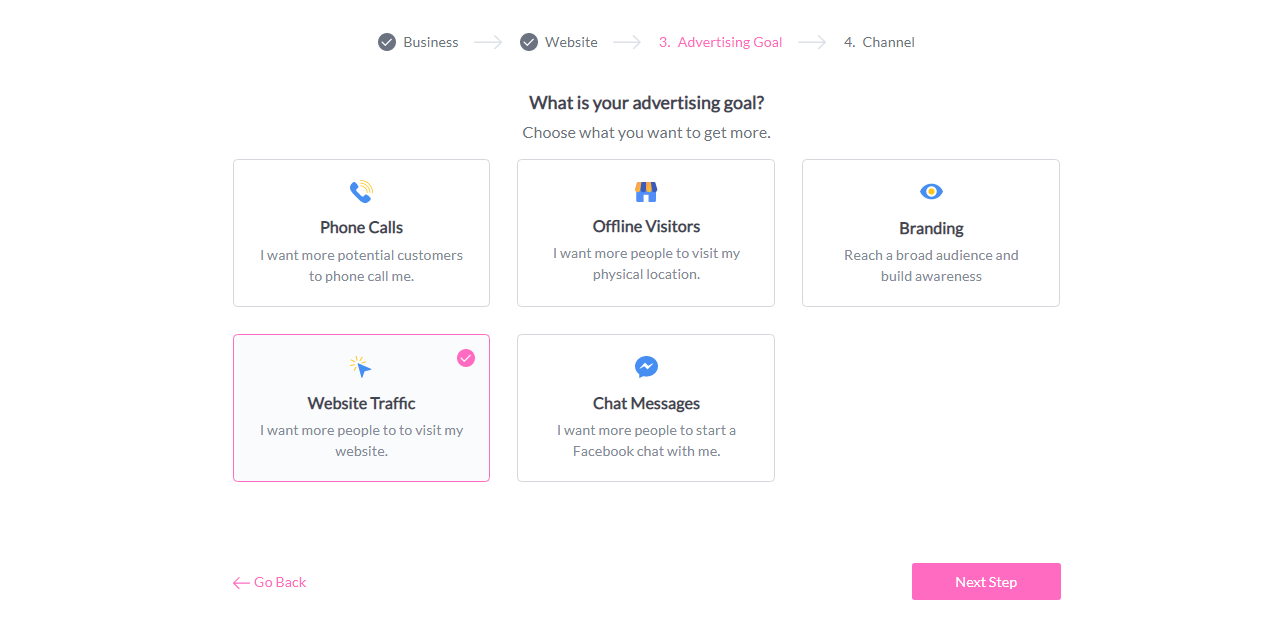 Business Website 3. Advertising Goal 4. Channel
What is your advertising goal?
Choose what you want to get more.
Phone Calls
I want more potential customers
to phone call me.
Offline Visitors
I want more people to visit my
physical location.
Branding
Reach a broad audience and
build awareness
Website Traffic
I want more people to to visit my
website.
Chat Messages
I want more people to start a
Facebook chat with me.
Go Back
Next Step